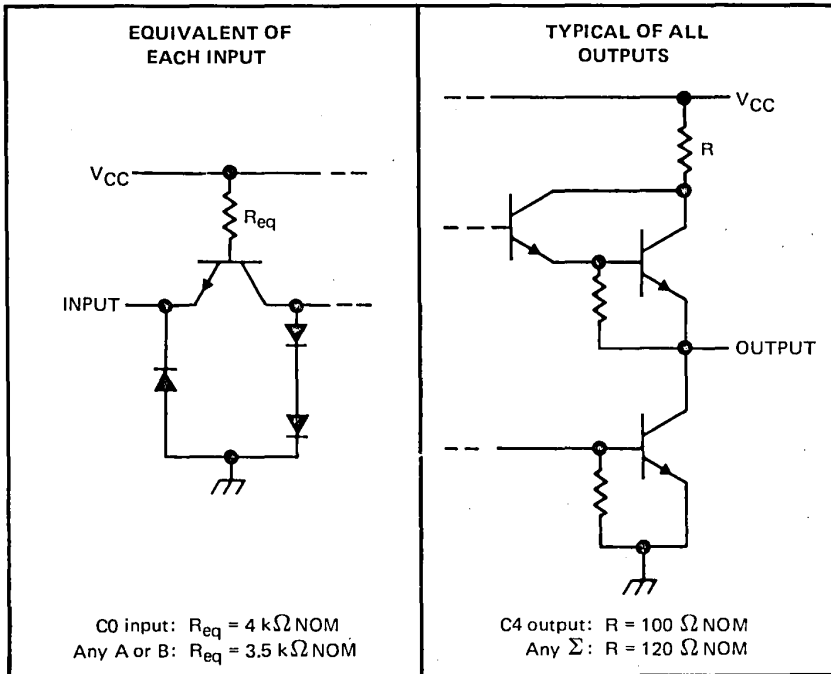 EQUIVALENT OF
EACH INPUT
VCC
Req
INPUT
C0 input: Req = 4 kΩ NOM
Any A or B: Req = 3.5 kΩ NOM
TYPICAL OF ALL
OUTPUTS
VCC
R
OUTPUT
C4 output: R = 100 Ω NOM
Any Σ: R = 120 Ω NOM